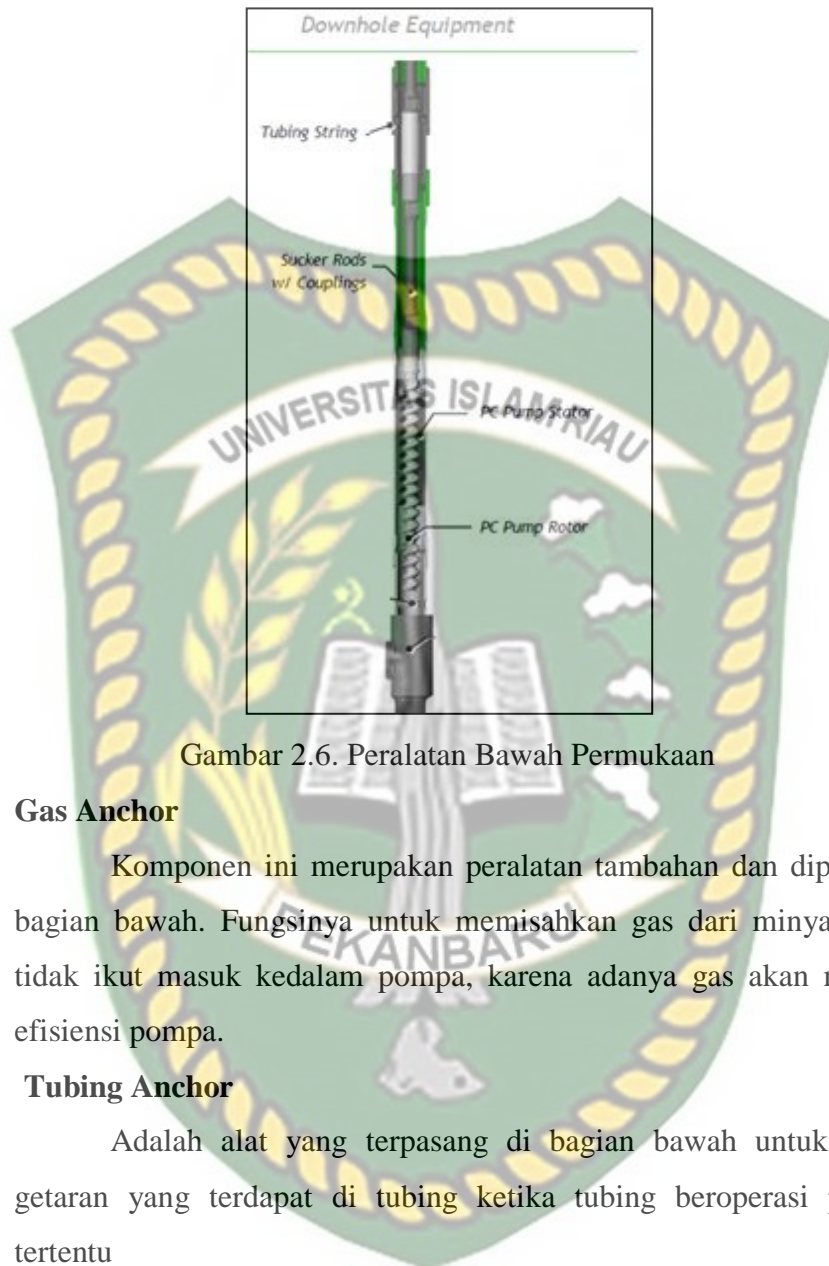 Downhole Equipment
Tubing String
Sucker Rods
w/ Couplings
UNIVERSITAS ISLAM RIAU
PC Pump Stator
PC Pump Rotor
Gambar 2.6. Peralatan Bawah Permukaan
Gas Anchor
Komponen ini merupakan peralatan tambahan dan dip
bagian bawah. Fungsinya untuk memisahkan gas dari minya
PEKANBARU
tidak ikut masuk kedalam pompa, karena adanya gas akan
efisiensi pompa.
Tubing Anchor
Adalah alat yang terpasang di bagian bawah untuk
getaran yang terdapat di tubing ketika tubing beroperasi
tertentu